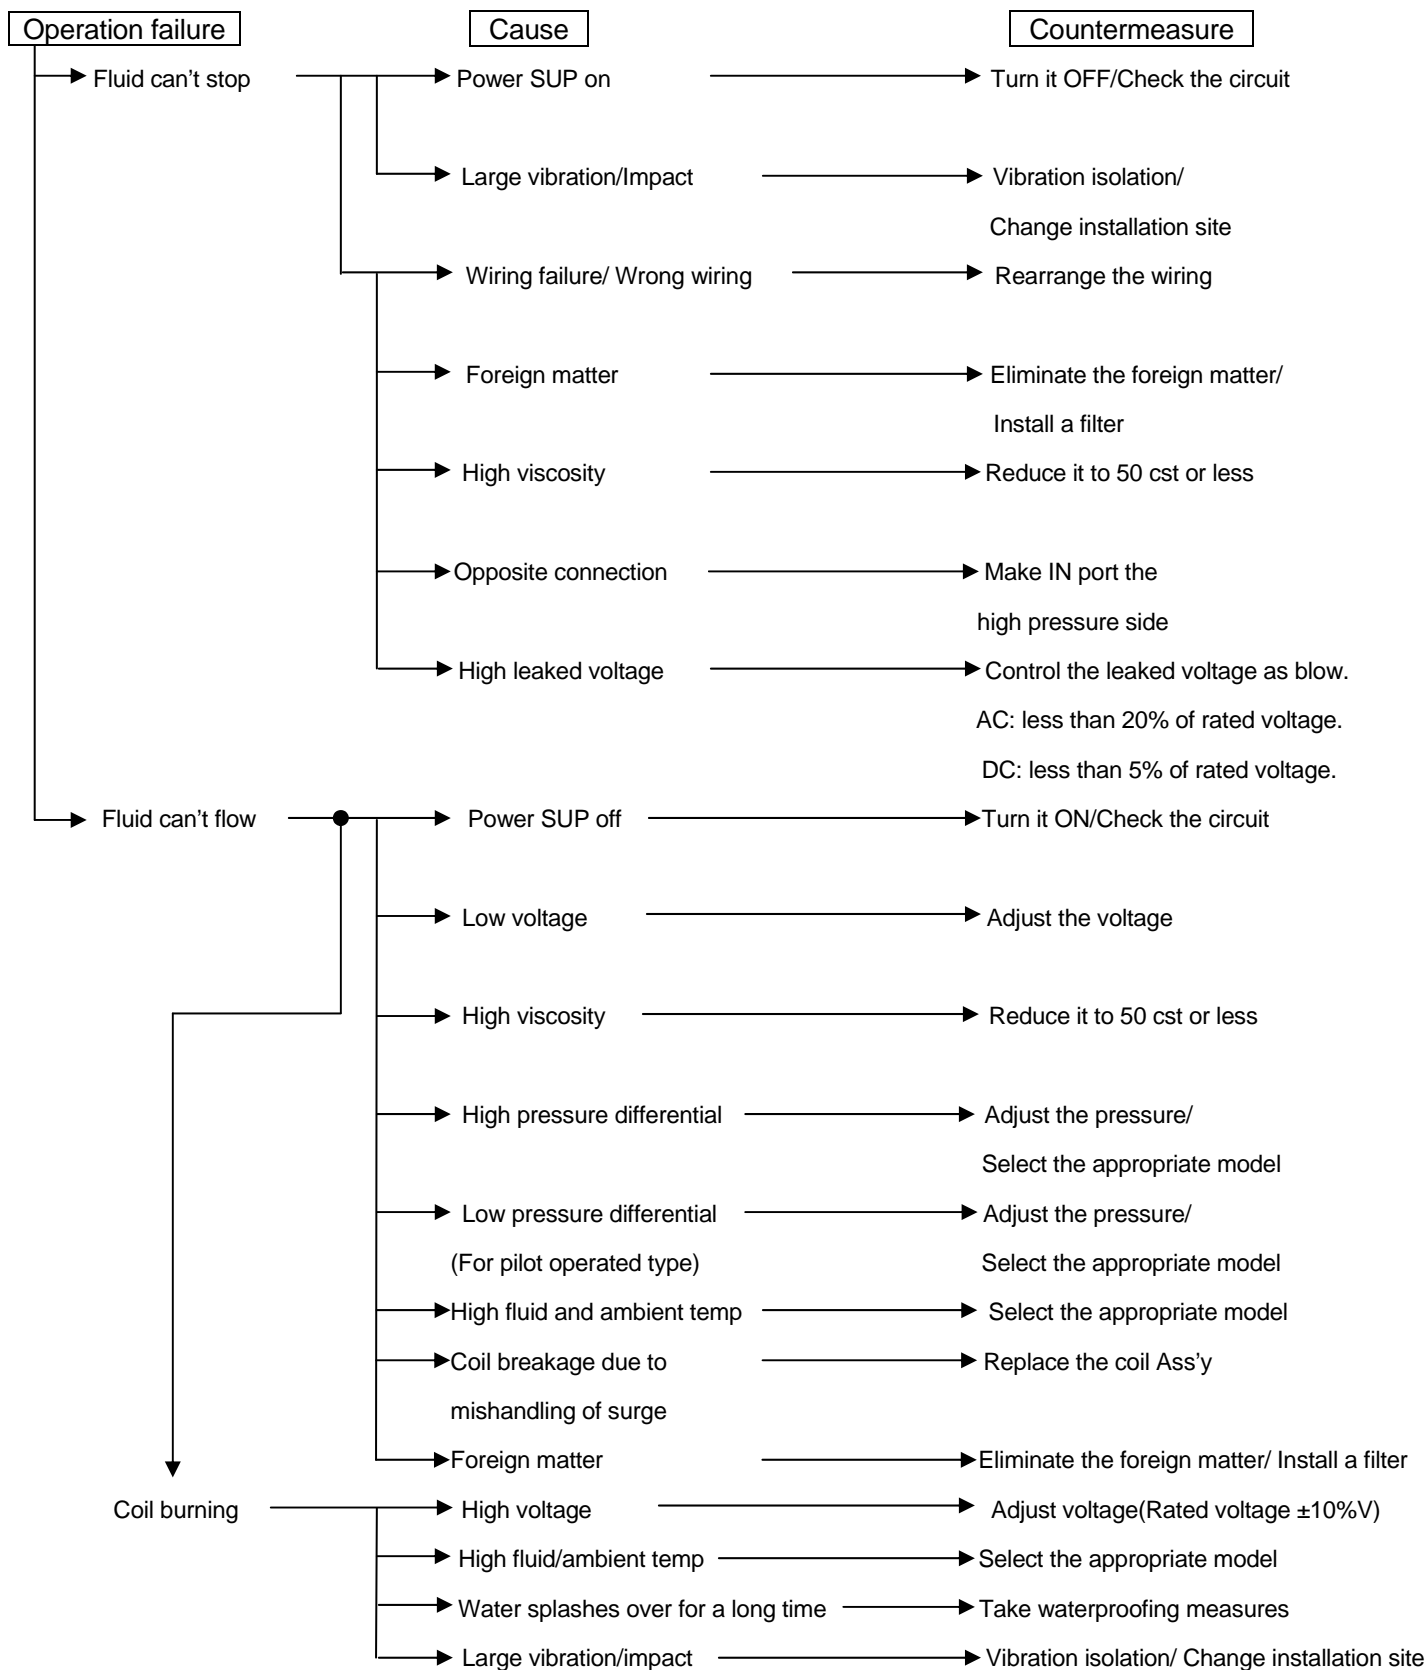 Operation failure Cause Countermeasure
Fluid can’t stop Power SUP on Turn it OFF/Check the circuit
Large vibration/Impact Vibration isolation/
Change installation site
Wiring failure/ Wrong wiring Rearrange the wiring
Foreign matter Eliminate the foreign matter/
Install a filter
High viscosity Reduce it to 50 cst or less
Opposite connection Make IN port the
high pressure side
High leaked voltage Control the leaked voltage as blow.
AC: less than 20% of rated voltage.
DC: less than 5% of rated voltage.
Fluid can’t flow Power SUP off Turn it ON/Check the circuit
Low voltage Adjust the voltage
High viscosity Reduce it to 50 cst or less
High pressure differential Adjust the pressure/
Select the appropriate model
Low pressure differential Adjust the pressure/
(For pilot operated type) Select the appropriate model
High fluid and ambient temp Select the appropriate model
Coil breakage due to Replace the coil Ass’y
mishandling of surge
Foreign matter Eliminate the foreign matter/ Install a filter
Coil burning High voltage Adjust voltage(Rated voltage ±10%V)
High fluid/ambient temp Select the appropriate model
Water splashes over for a long time Take waterproofing measures
Large vibration/impact Vibration isolation/ Change installation site